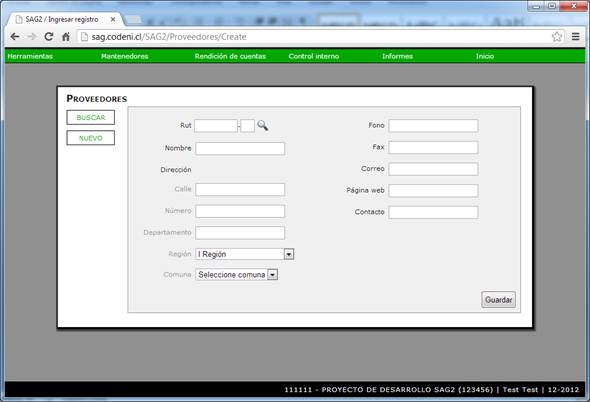 SAG2 / Ingresar registro
sag.codeni.cl/SAG2/Proveedores/Create
Herramientas Mantenedores Rendición de cuentas Control interno Informes Inicio
PROVEEDORES
BUSCAR
NUEVO
Rut -
Nombre
Dirección
Calle
Número
Departamento
Región I Región
Comuna Seleccione comuna
Fono
Fax
Correo
Página web
Contacto
Guardar
111111 - PROYECTO DE DESARROLLO SAG2 (123456) | Test Test | 12-2012